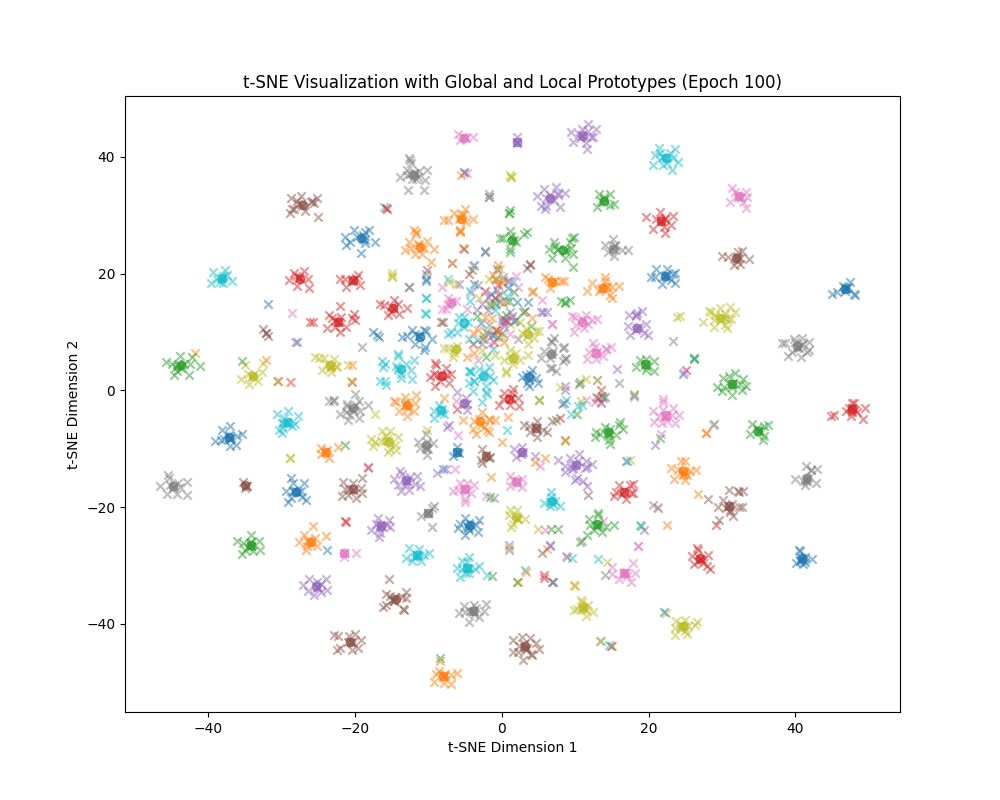 t-SNE Visualization with Global and Local Prototypes (Epoch 100)
40
20
0
−20
−40
t-SNE Dimension 2
−40 −20 0 20 40
t-SNE Dimension 1